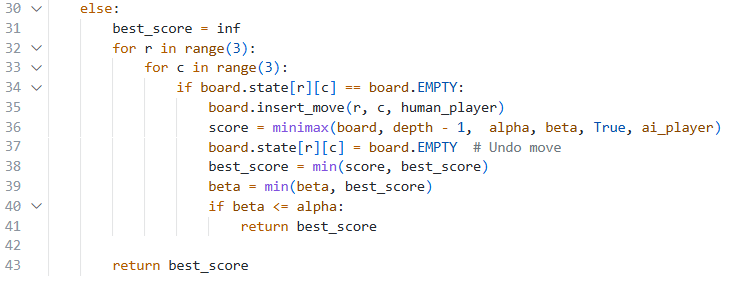 30 else:
31 best_score = inf
32 for r in range(3):
33 for c in range(3):
34 if board.state[r][c] == board.EMPTY:
35 board.insert_move(r, c, human_player)
36 score = minimax(board, depth - 1,  alpha, beta, True, ai_player)
37 board.state[r][c] = board.EMPTY  # Undo move
38 best_score = min(score, best_score)
39 beta = min(beta, best_score)
40 if beta <= alpha:
41 return best_score
42
43 return best_score